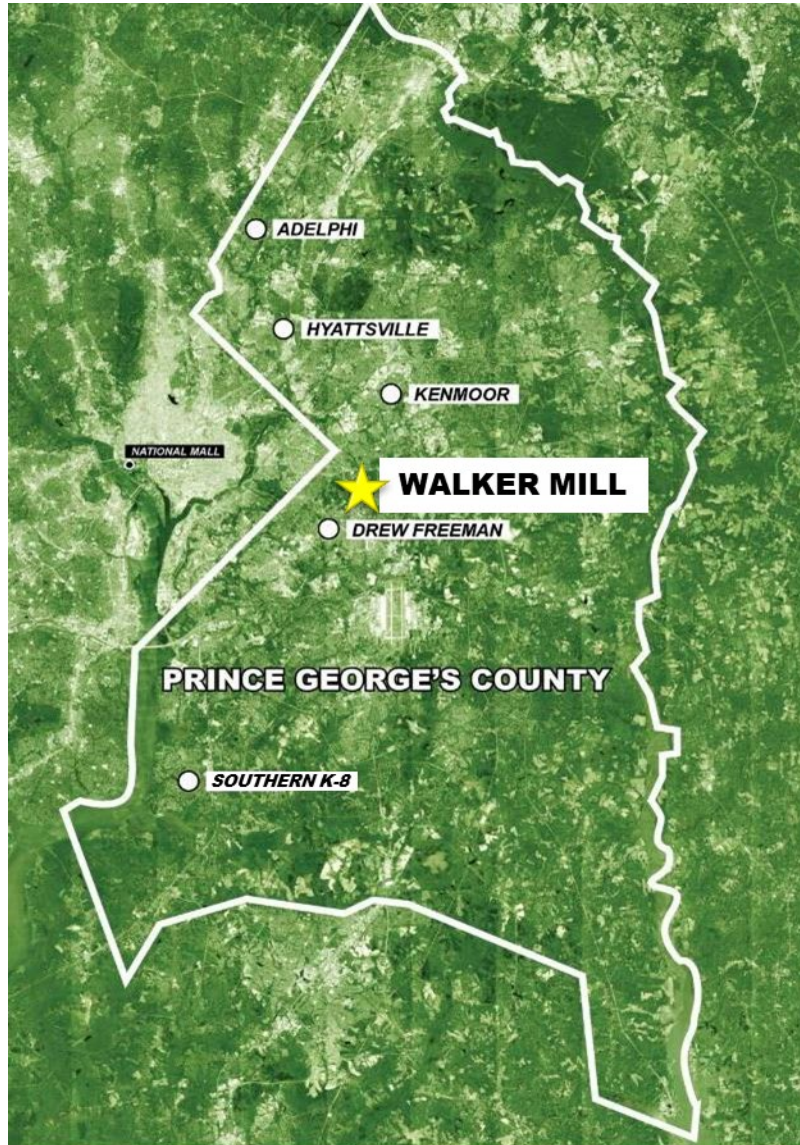 ADELPHI
HYATTSVILLE
KENMOOR
NATIONAL MALL
WALKER MILL
DREW FREEMAN
PRINCE GEORGE'S COUNTY
SOUTHERN K-8